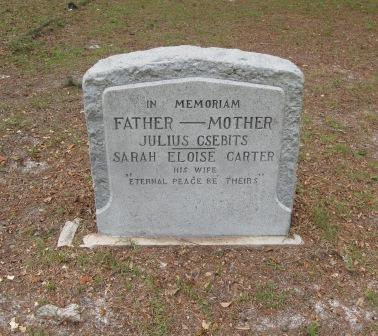 IN MEMORIAM
FATHER — MOTHER
JULIUS CSEBITS
SARAH ELOISE CARTER
HIS WIFE
"ETERNAL PEACE BE THEIRS"